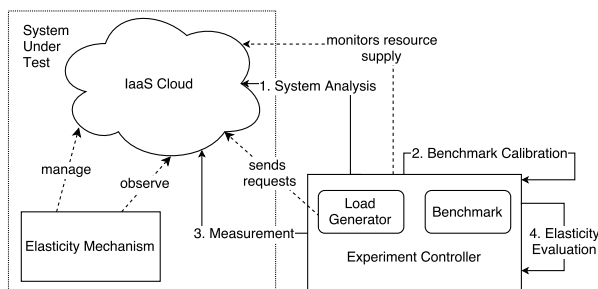 System
Under
Test
IaaS Cloud
monitors resource
supply
1. System Analysis
2. Benchmark Calibration
manage
observe
sends
requests
Load
Generator
Benchmark
Elasticity Mechanism
3. Measurement
4. Elasticity
Evaluation
Experiment Controller